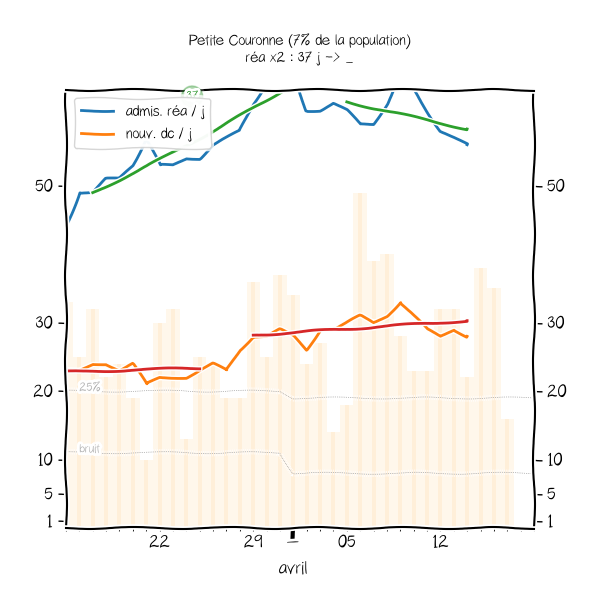 Petite Couronne (7% de la population)
réa x2 : 37 j -> _
37
admis. réa / j
nouv. dc / j
50 50
30 30
25%
20 20
bruit
10 10
5 5
1 1
22 29 05 12
avril